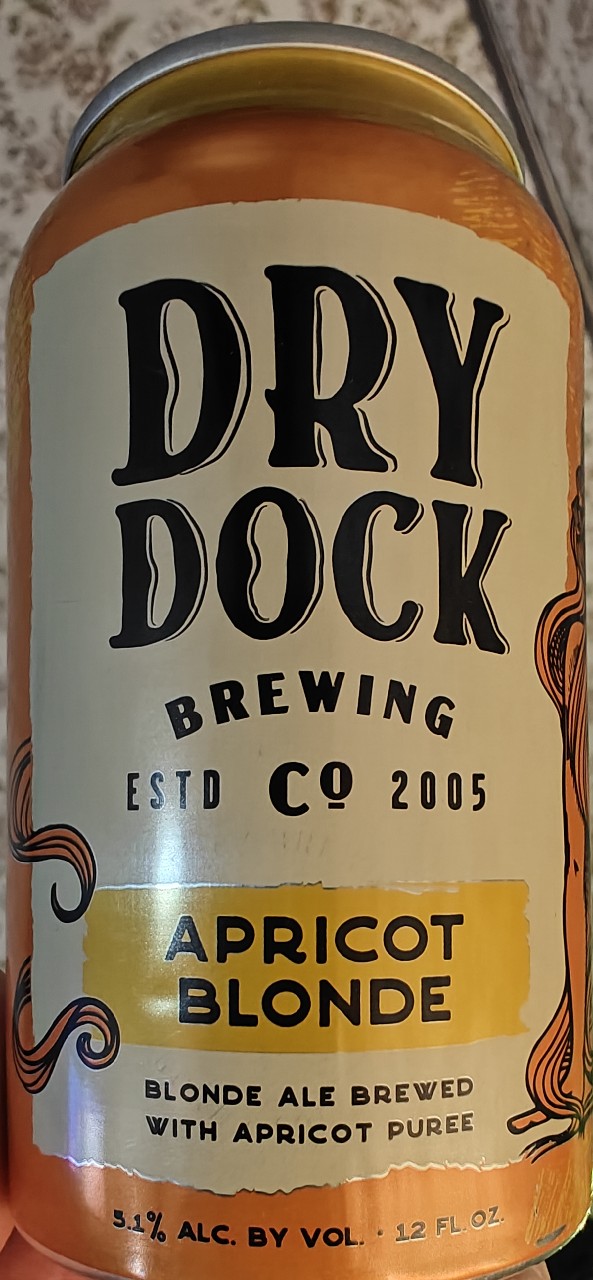 DRY
DOCK
BREWING
ESTD Co 2005
APRICOT
BLONDE
BLONDE ALE BREWED
WITH APRICOT PUREE
5.1% ALC. BY VOL. · 12 FL. OZ.